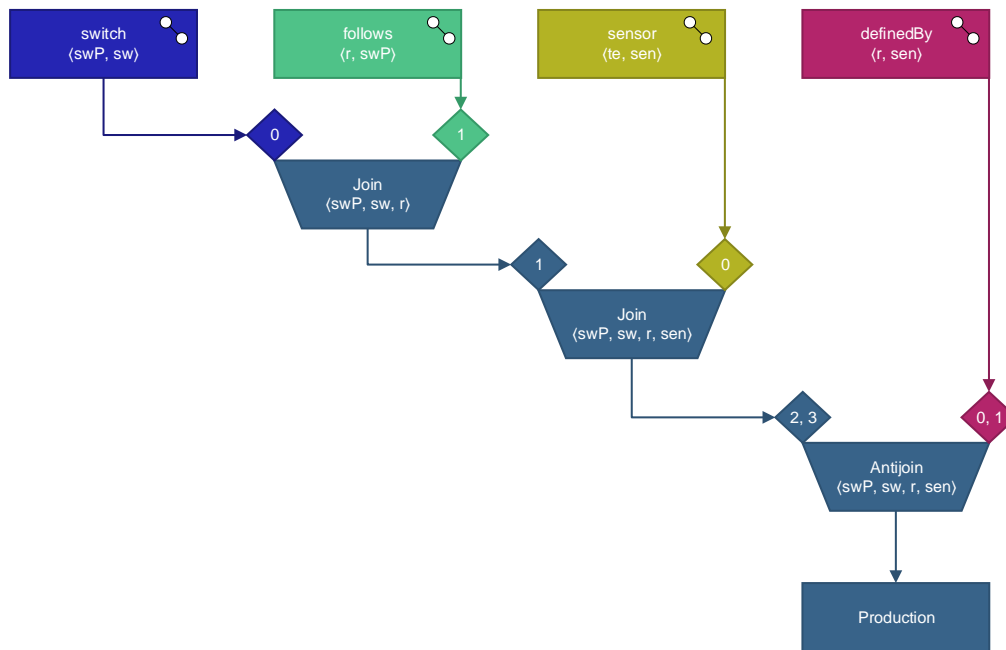 switch
⟨swP, sw⟩
follows
⟨r, swP⟩
sensor
⟨te, sen⟩
definedBy
⟨r, sen⟩
0
1
Join
⟨swP, sw, r⟩
1
0
Join
⟨swP, sw, r, sen⟩
2, 3
0, 1
Antijoin
⟨swP, sw, r, sen⟩
Production